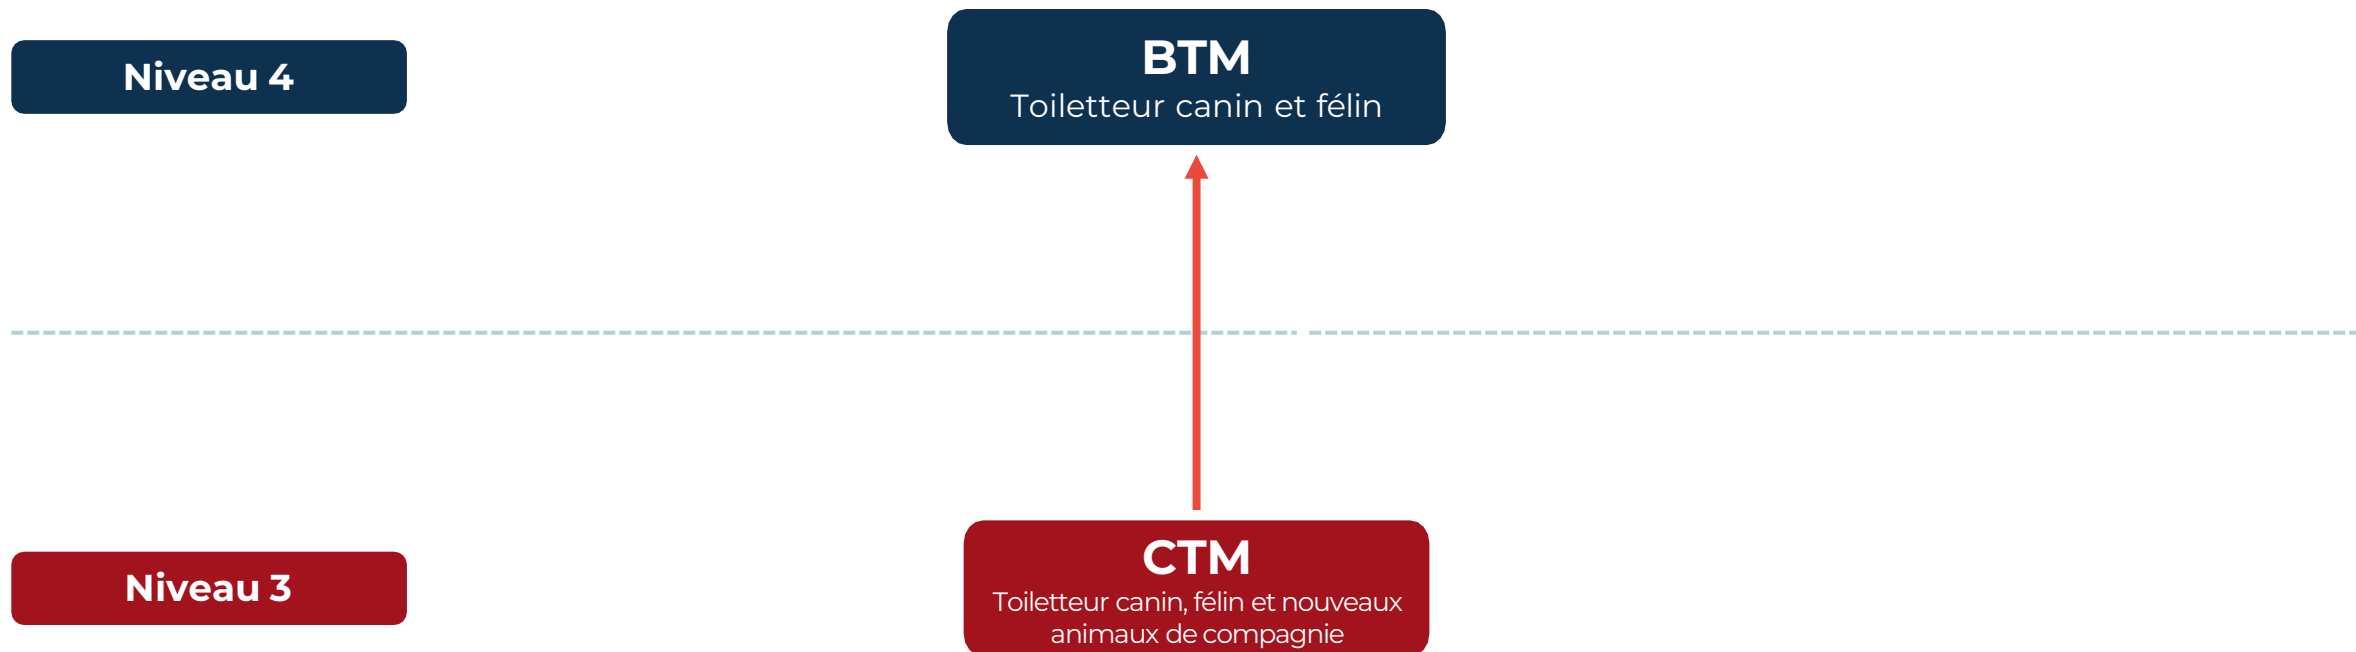 Niveau 4
BTM
Toiletteur canin et félin
Niveau 3
CTM
Toiletteur canin, félin et nouveaux
animaux de compagnie